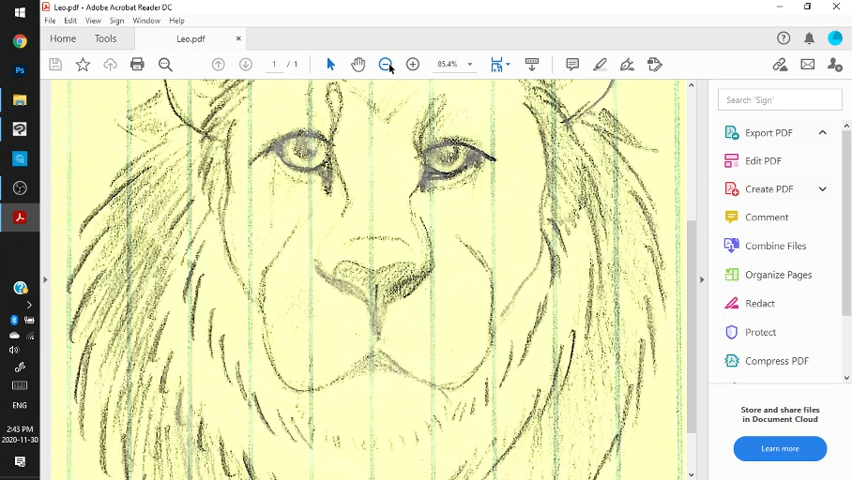 Leo.pdf - Adobe Acrobat Reader DC
File Edit View Sign Window Help
Home Tools Leo.pdf ×
1 / 1 85.4%
Search 'Sign'
Export PDF
Edit PDF
Create PDF
Comment
Combine Files
Organize Pages
Redact
Protect
Compress PDF
Store and share files
in Document Cloud
Learn more
Ps
ENG
2:43 PM
2020-11-30